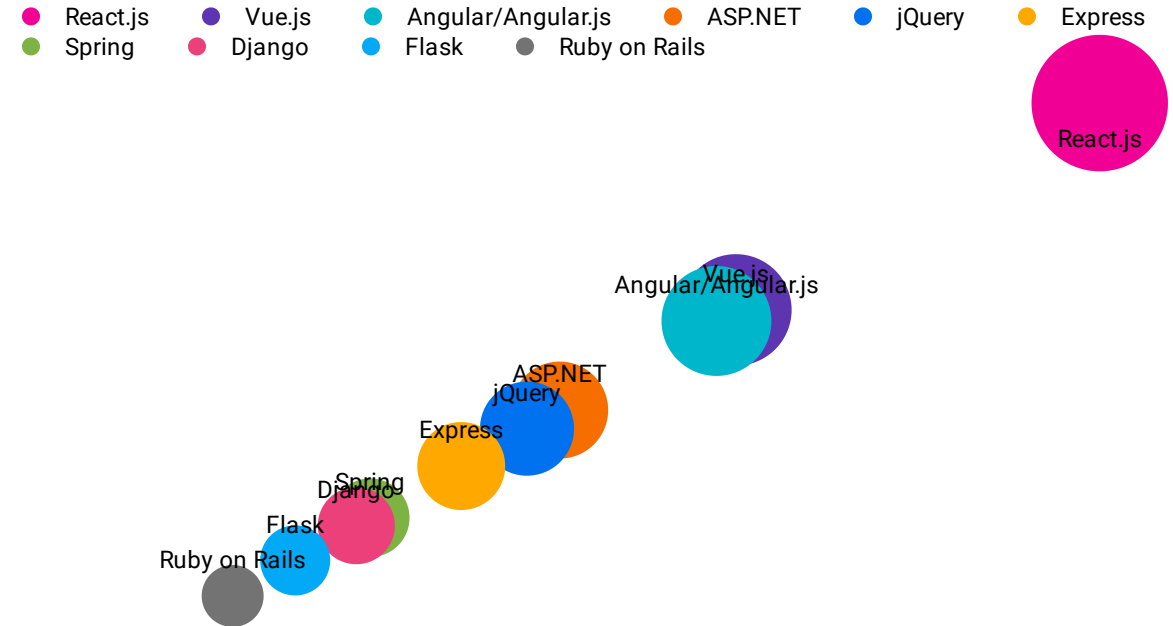 React.js Vue.js Angular/Angular.js ASP.NET jQuery Express
Spring Django Flask Ruby on Rails
React.js
Vue.js
Angular/Angular.js
ASP.NET
jQuery
Express
Spring
Django
Flask
Ruby on Rails